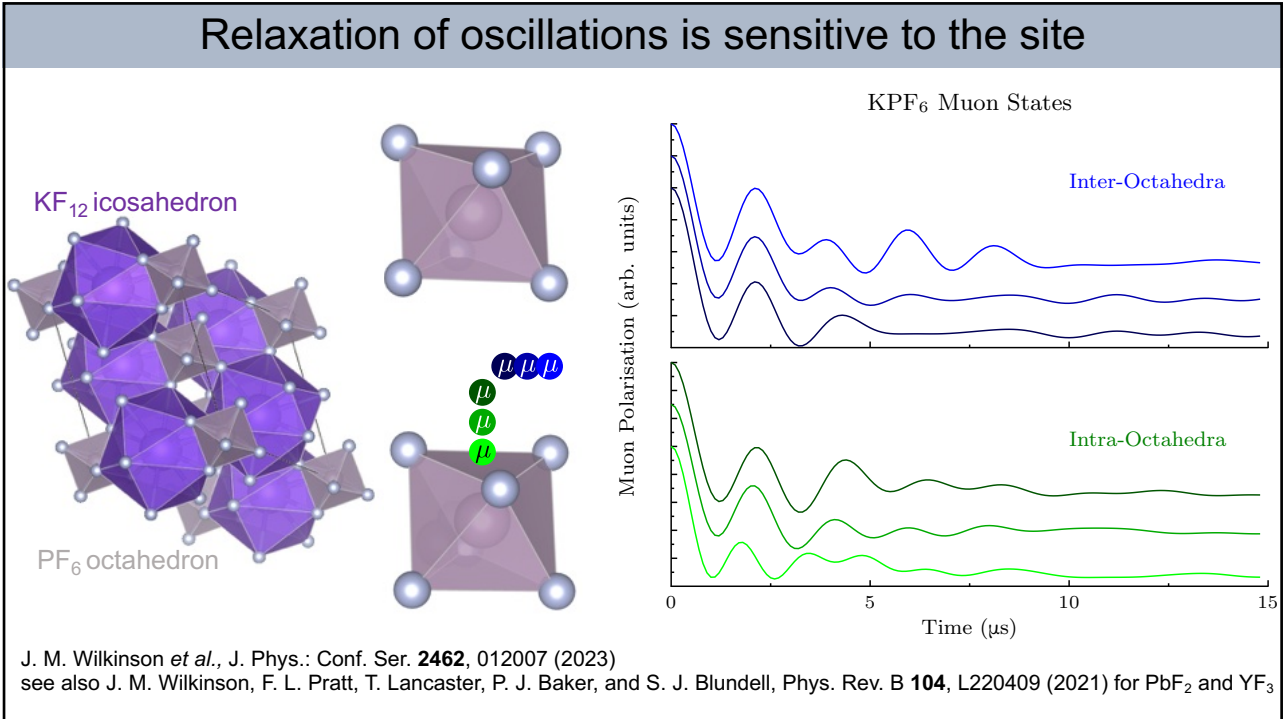 Relaxation of oscillations is sensitive to the site
KF₁₂ icosahedron
PF₆ octahedron
μ μ μ
μ
μ
μ
KPF₆ Muon States
Inter-Octahedra
Intra-Octahedra
Muon Polarisation (arb. units)
0 5 10 15
Time (μs)
J. M. Wilkinson et al., J. Phys.: Conf. Ser. 2462, 012007 (2023)
see also J. M. Wilkinson, F. L. Pratt, T. Lancaster, P. J. Baker, and S. J. Blundell, Phys. Rev. B 104, L220409 (2021) for PbF₂ and YF₃